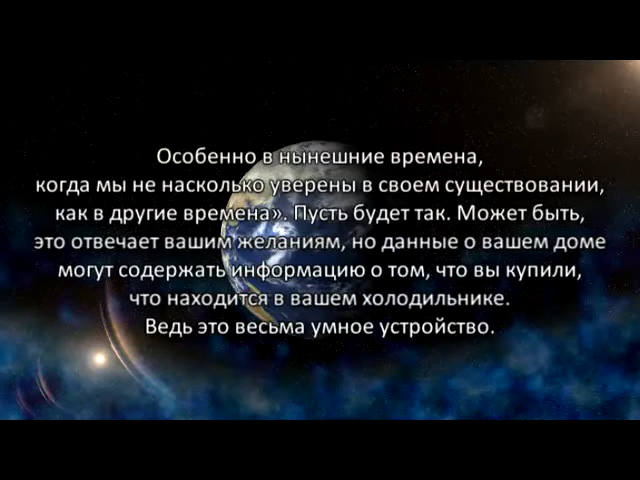 Особенно в нынешние времена,
когда мы не насколько уверены в своем существовании,
как в другие времена». Пусть будет так. Может быть,
это отвечает вашим желаниям, но данные о вашем доме
могут содержать информацию о том, что вы купили,
что находится в вашем холодильнике.
Ведь это весьма умное устройство.